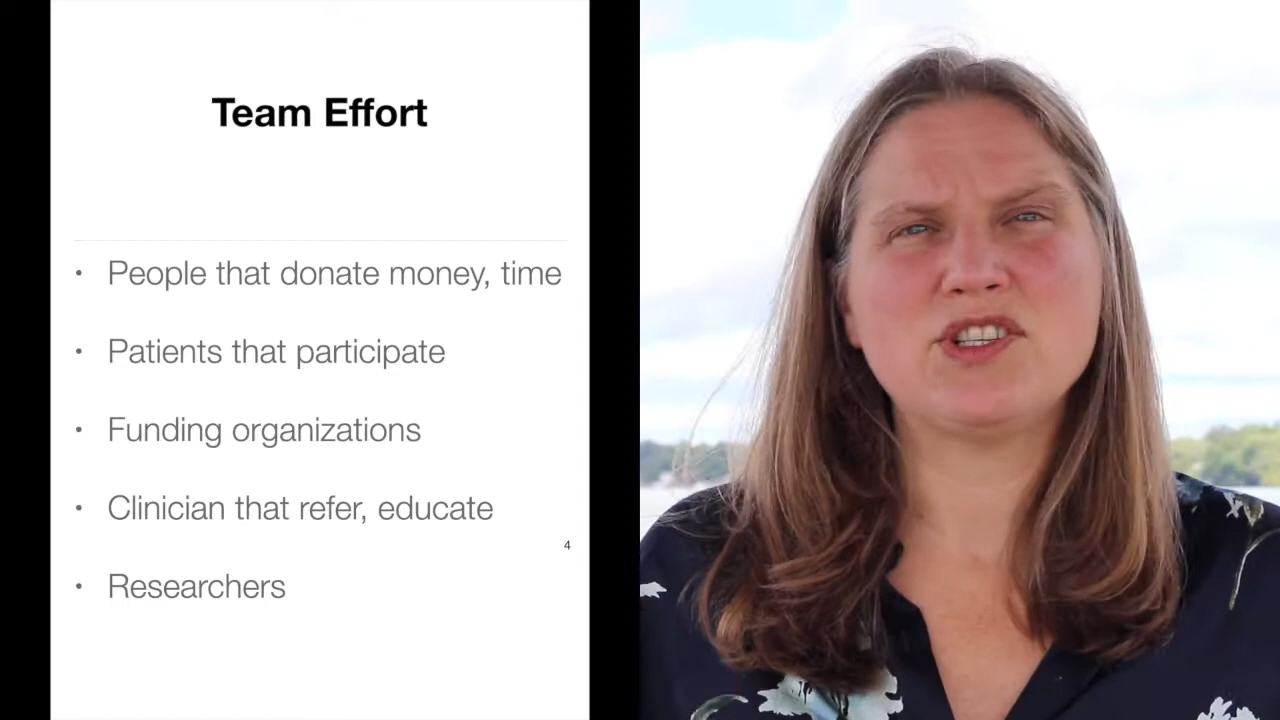 Team Effort
• People that donate money, time
• Patients that participate
• Funding organizations
• Clinician that refer, educate
4
• Researchers